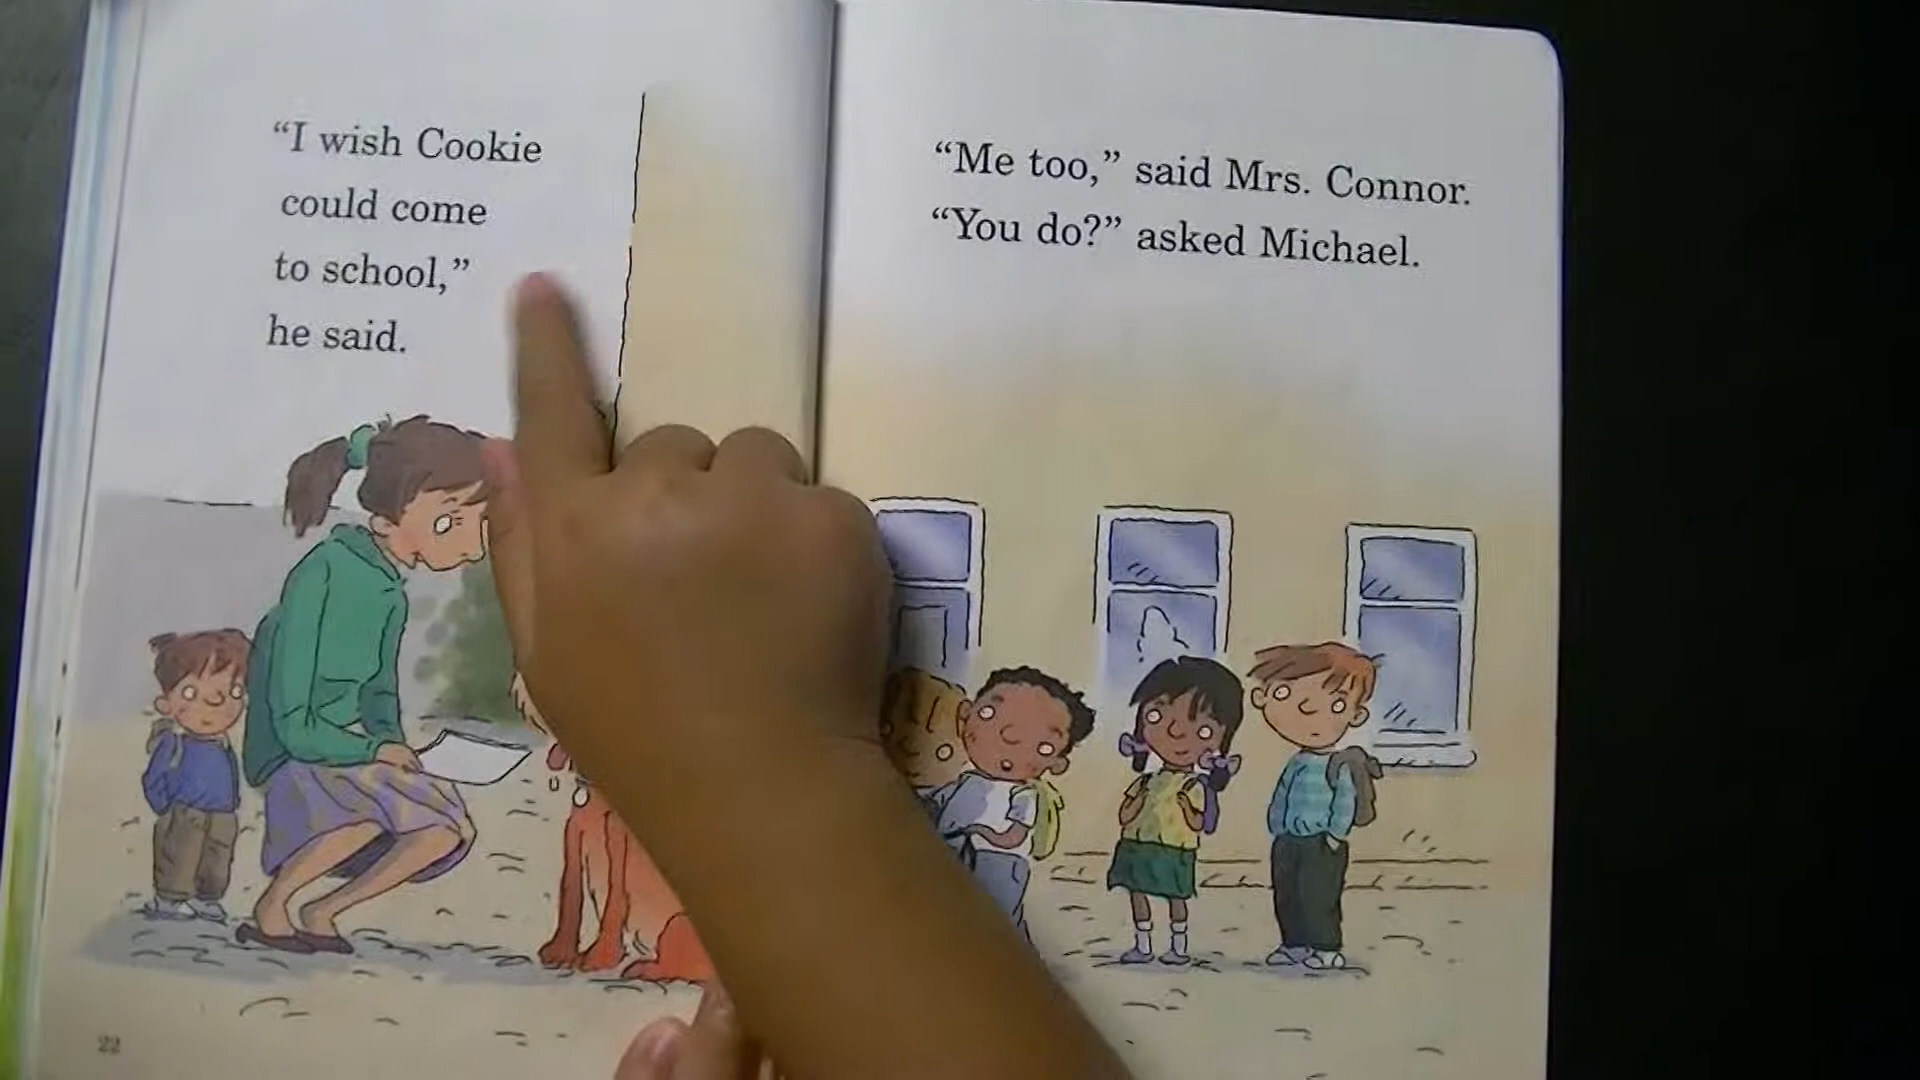 “I wish Cookie
could come
to school,”
he said.
22
“Me too,” said Mrs. Connor.
“You do?” asked Michael.